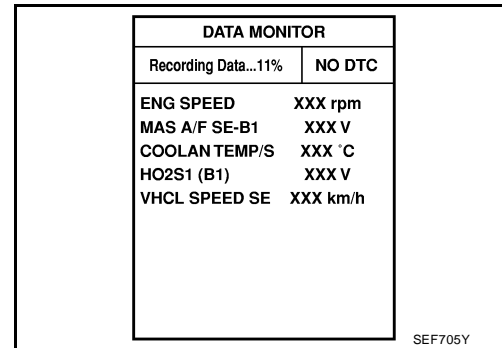 DATA MONITOR
Recording Data...11% NO DTC
ENG SPEED XXX rpm
MAS A/F SE-B1 XXX V
COOLAN TEMP/S XXX °C
HO2S1 (B1) XXX V
VHCL SPEED SE XXX km/h
SEF705Y